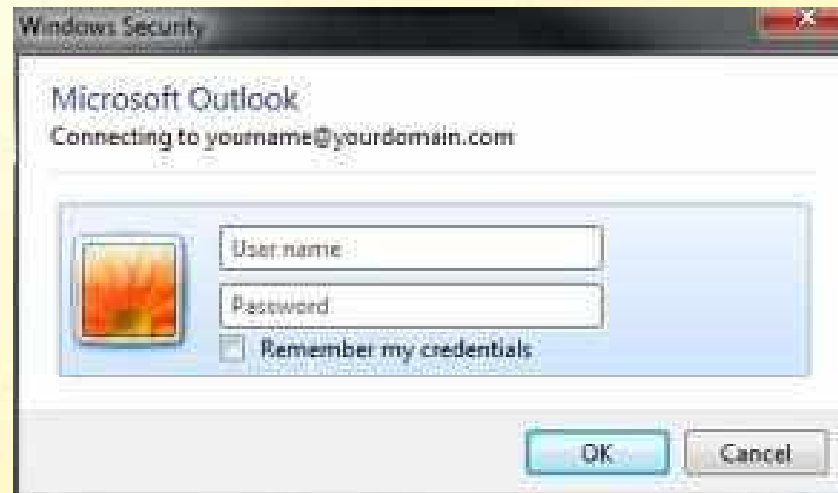 Windows Security
Microsoft Outlook
Connecting to yourname@yourdomain.com
User name
Password
Remember my credentials
OK
Cancel